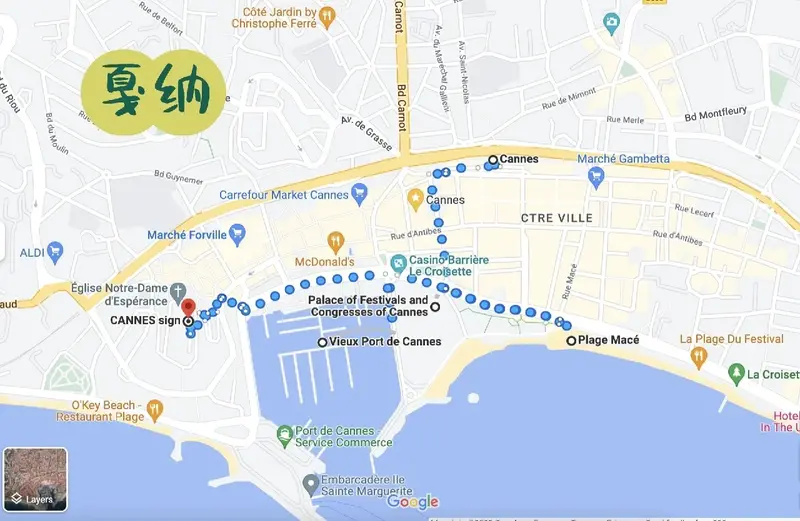 Côté Jardin by
Christophe Ferré
Bd Carnot
Av. du Maréchal Gallieni
Av. Saint-Nicolas
du Riou
戛纳
Rue de Mimont
Rue Merle
Bd Montfleury
Bd du Moulin
Av. de Grasse
Bd Carnot
Bd Guynemer
Cannes
Marché Gambetta
Carrefour Market Cannes
Cannes
CTRE VILLE
Rue Lecerf
Marché Forville
Rue d'Antibes
Rue d'Antibes
ALDI
McDonald's
Casino Barrière
Le Croisette
Rue Macé
Église Notre-Dame
d'Espérance
aud
CANNES sign
Palace of Festivals and
Congresses of Cannes
Vieux Port de Cannes
Plage Macé
La Plage Du Festival
La Croiset
O'Key Beach -
Restaurant Plage
Hotel
In The U
Port de Cannes -
Service Commerce
Embarcadère Ile
Sainte Marguerite
Layers
Google